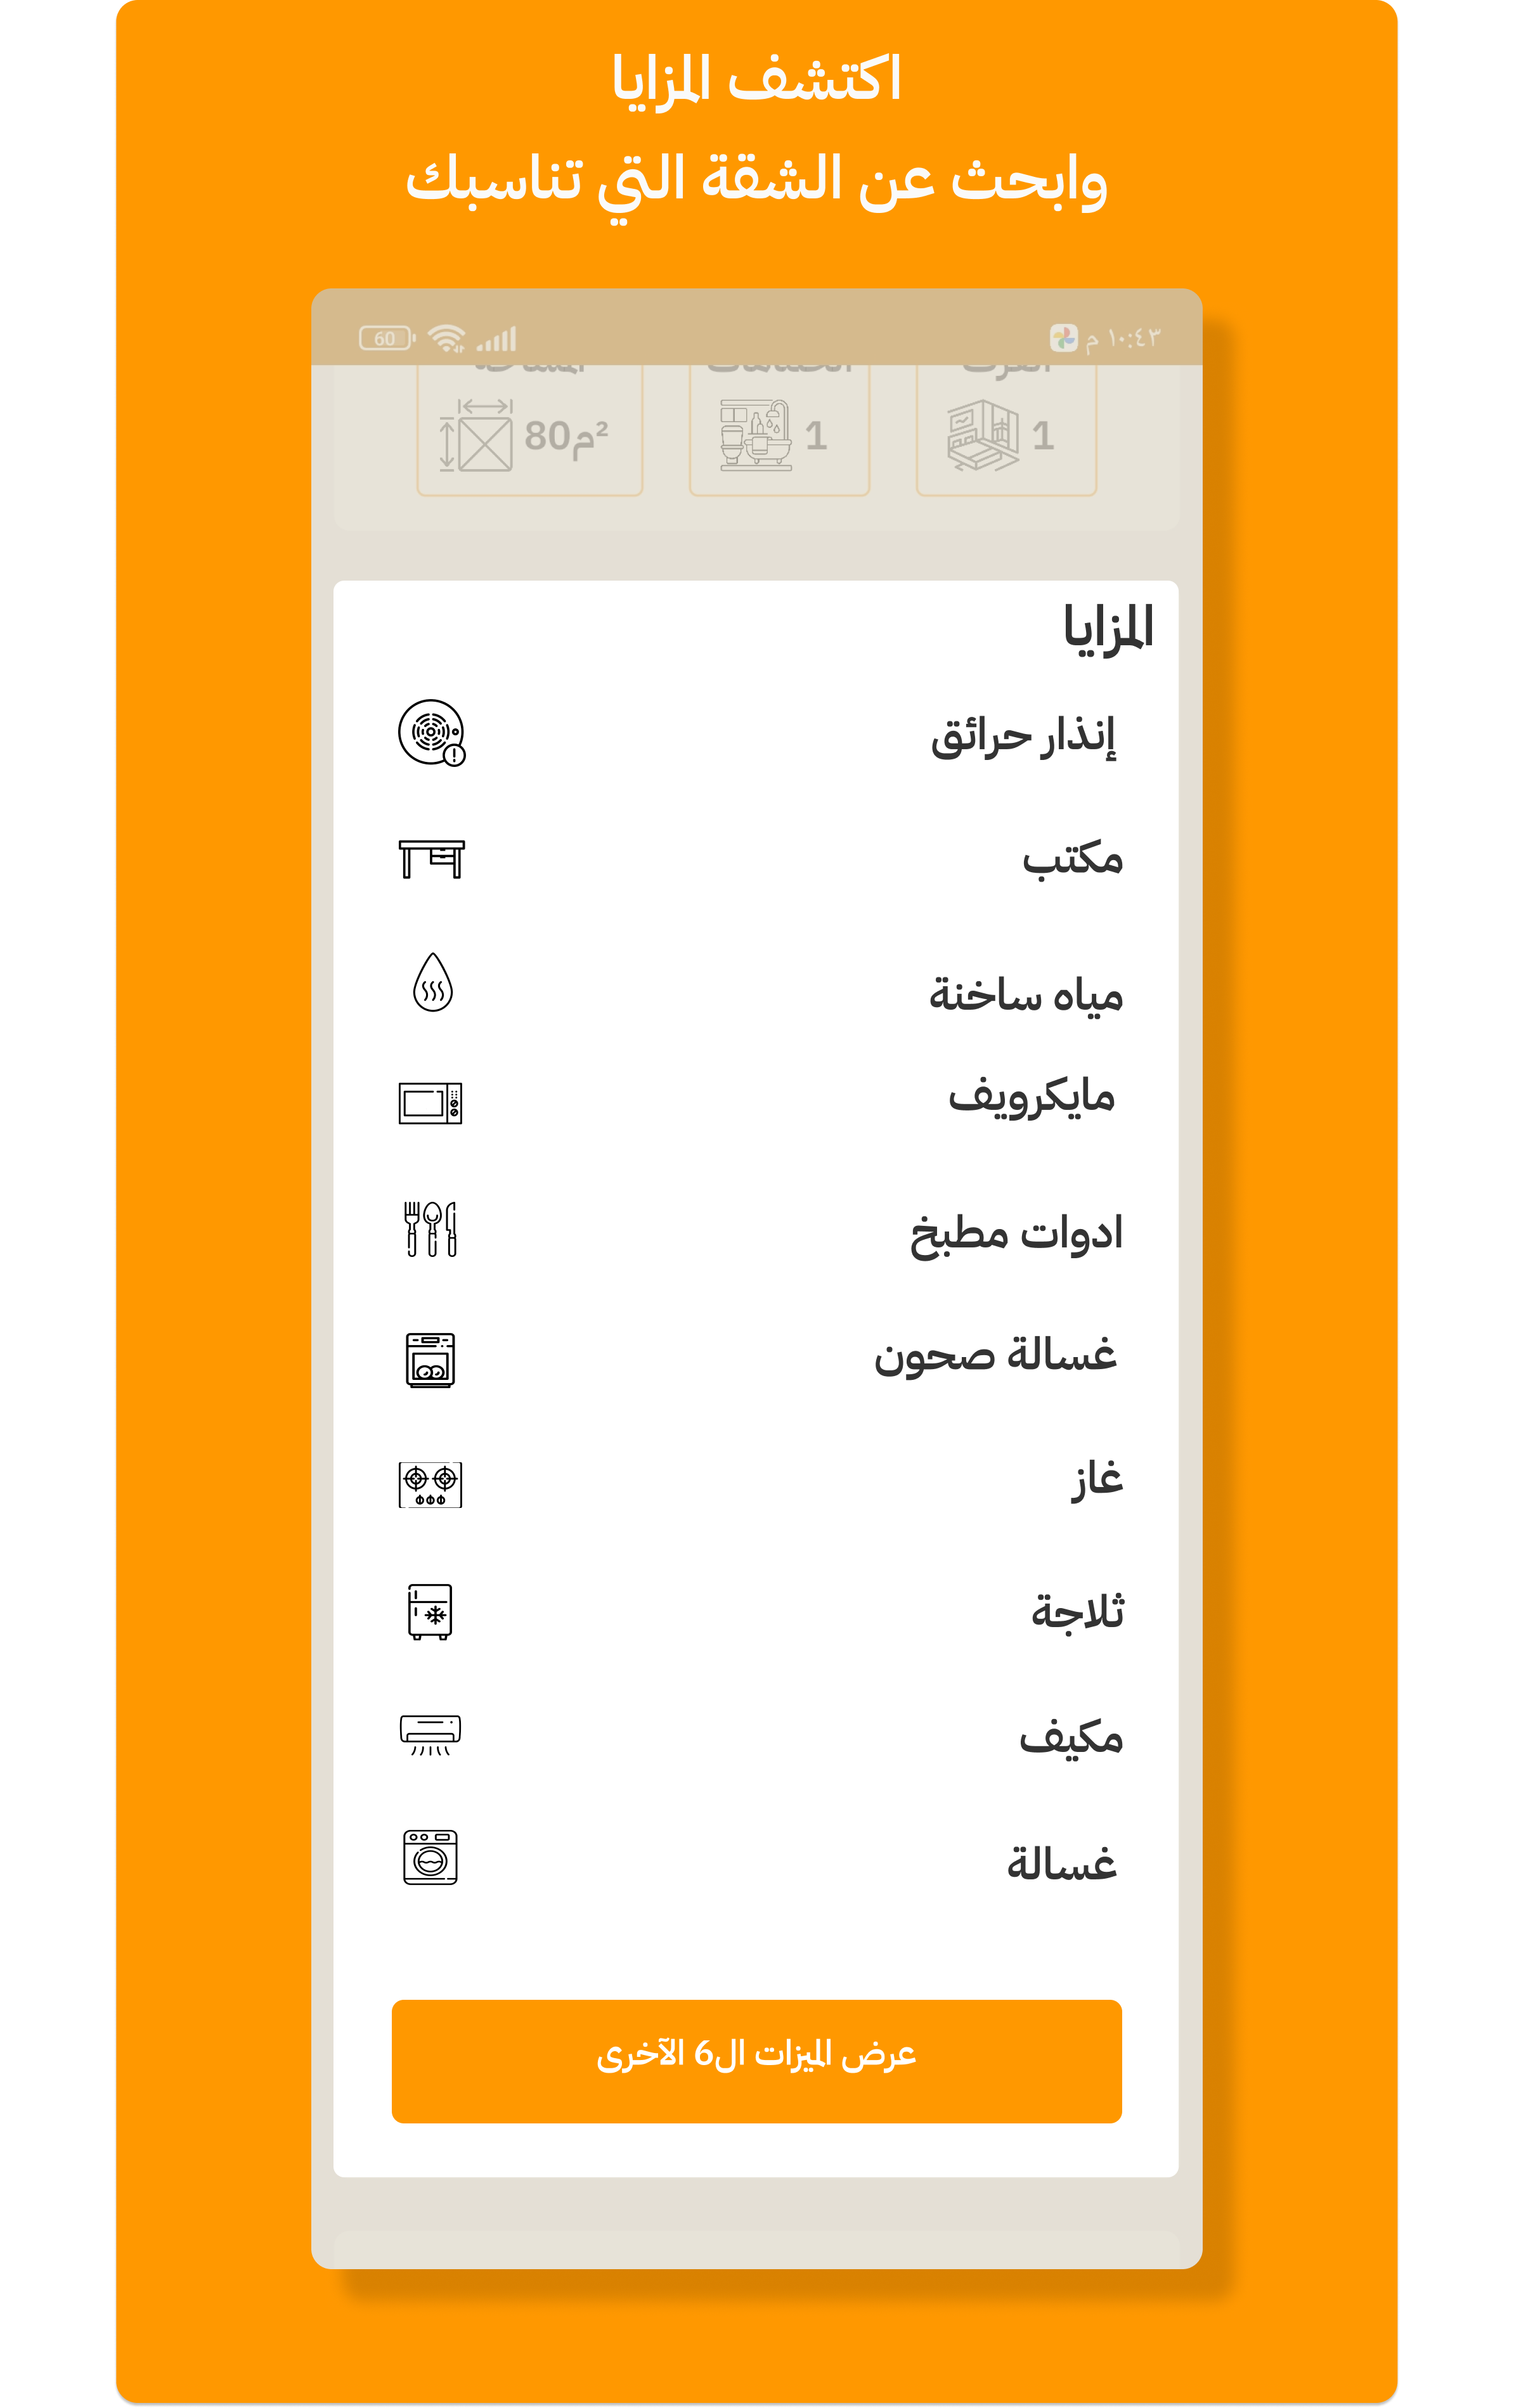 اكتشف المزايا
وابحث عن الشقة التي تناسبك
١٠:٤٣ م 60
1 1 80م²
المزايا
إنذار حرائق
مكتب
مياه ساخنة
مايكرويف
ادوات مطبخ
غسالة صحون
غاز
ثلاجة
مكيف
غسالة
عرض الميزات ال6 الآخرى